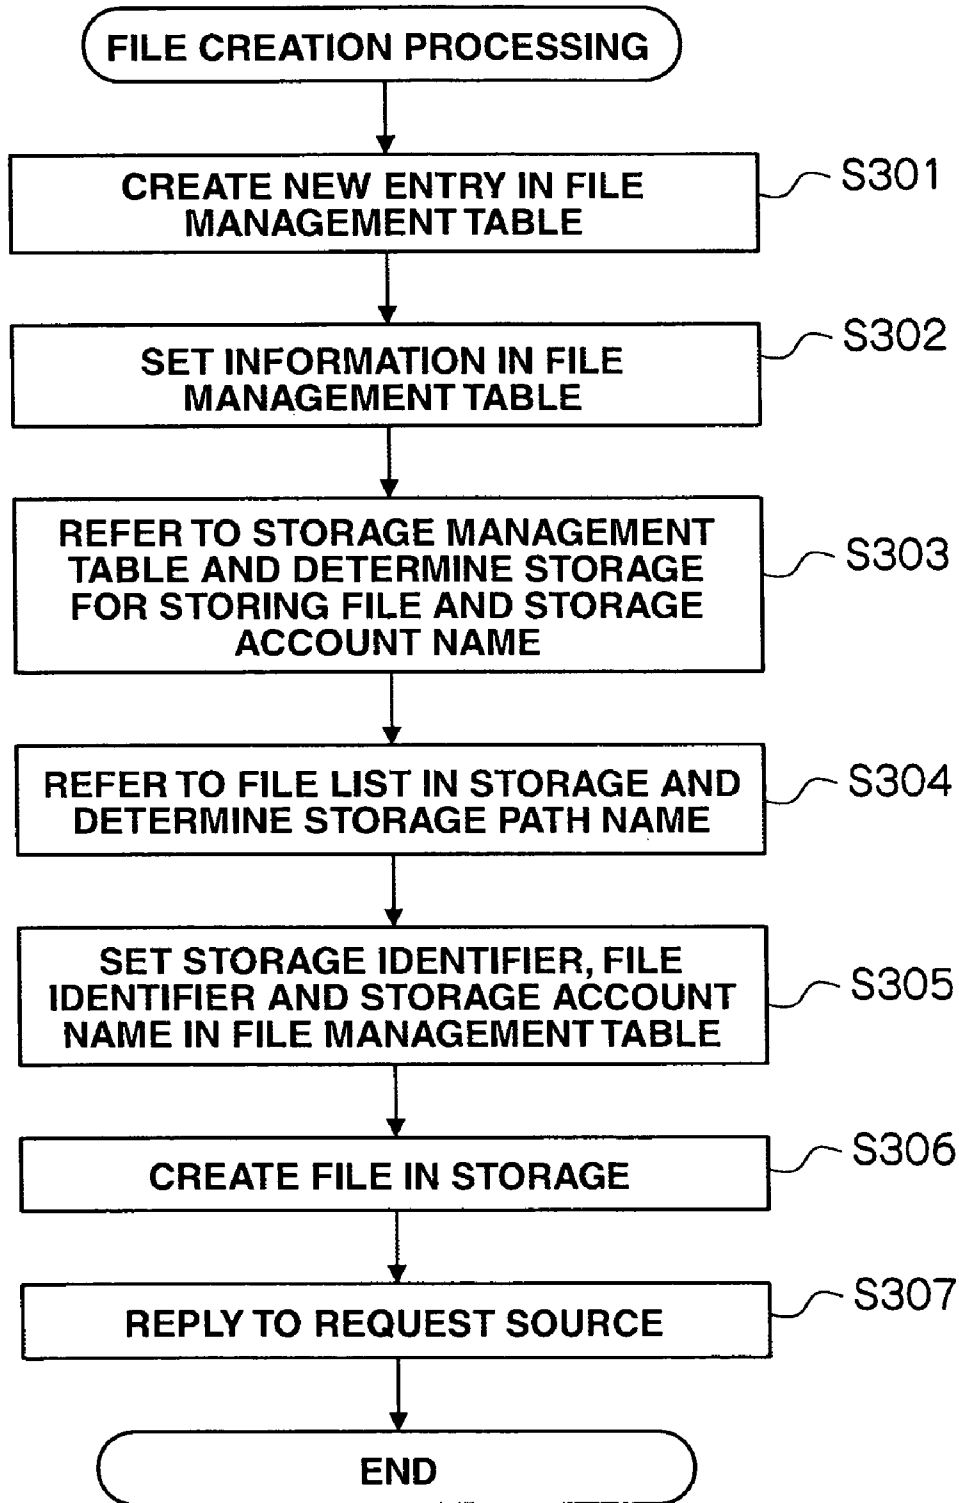 FILE CREATION PROCESSING
CREATE NEW ENTRY IN FILE
MANAGEMENT TABLE
S301
SET INFORMATION IN FILE
MANAGEMENT TABLE
S302
REFER TO STORAGE MANAGEMENT
TABLE AND DETERMINE STORAGE
FOR STORING FILE AND STORAGE
ACCOUNT NAME
S303
REFER TO FILE LIST IN STORAGE AND
DETERMINE STORAGE PATH NAME
S304
SET STORAGE IDENTIFIER, FILE
IDENTIFIER AND STORAGE ACCOUNT
NAME IN FILE MANAGEMENT TABLE
S305
CREATE FILE IN STORAGE
S306
REPLY TO REQUEST SOURCE
S307
END